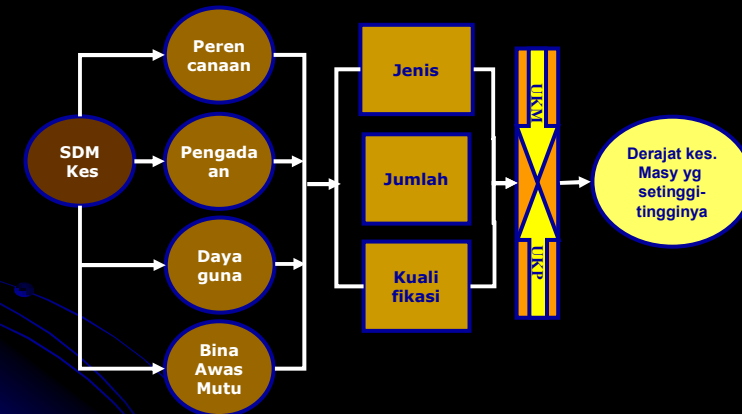 SDM
Kes
Peren
canaan
Pengada
an
Daya
guna
Bina
Awas
Mutu
Jenis
Jumlah
Kuali
fikasi
UKM
UKP
Derajat kes.
Masy yg
setinggi-
tingginya